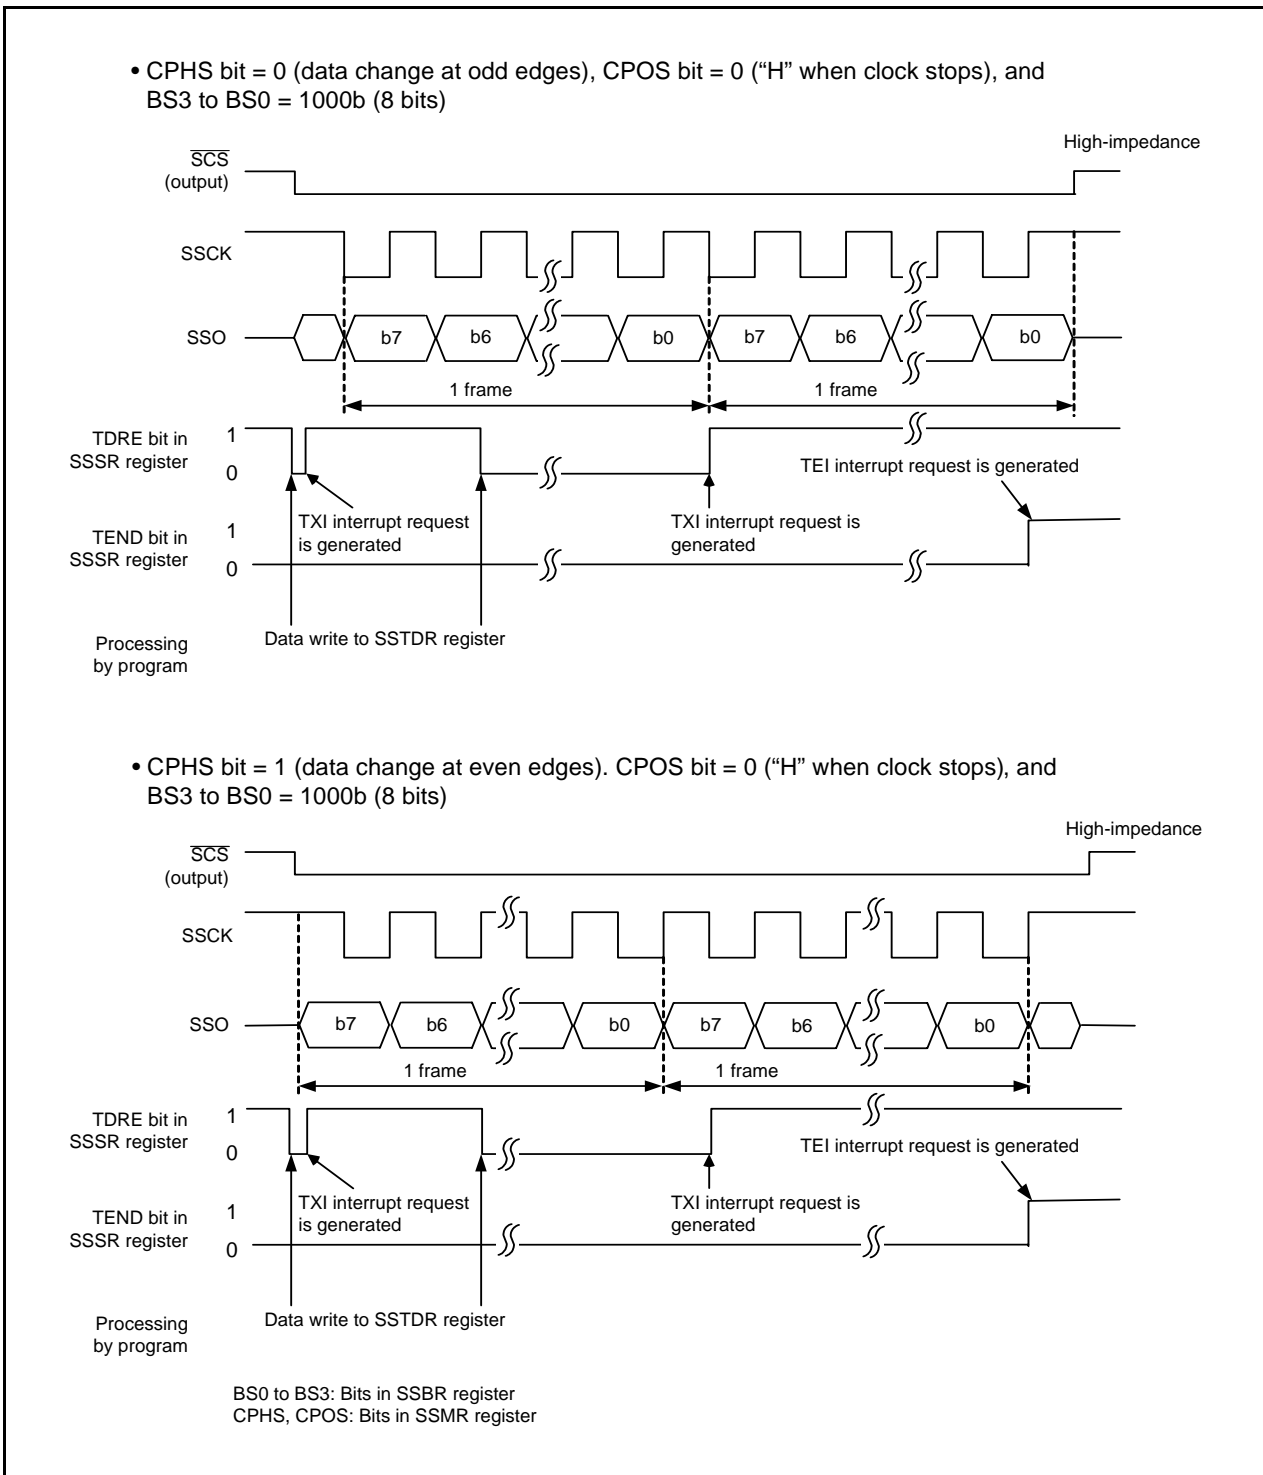 • CPHS bit = 0 (data change at odd edges), CPOS bit = 0 (“H” when clock stops), and
BS3 to BS0 = 1000b (8 bits)
High-impedance
SCS
(output)
SSCK
SSO
b7
b6
b0
b7
b6
b0
1 frame
1 frame
TDRE bit in
SSSR register
1
0
TEI interrupt request is generated
TXI interrupt request
is generated
TXI interrupt request is
generated
TEND bit in
SSSR register
1
0
Processing
by program
Data write to SSTDR register
• CPHS bit = 1 (data change at even edges). CPOS bit = 0 (“H” when clock stops), and
BS3 to BS0 = 1000b (8 bits)
High-impedance
SCS
(output)
SSCK
SSO
b7
b6
b0
b7
b6
b0
1 frame
1 frame
TDRE bit in
SSSR register
1
0
TEI interrupt request is generated
TXI interrupt request
is generated
TXI interrupt request is
generated
TEND bit in
SSSR register
1
0
Processing
by program
Data write to SSTDR register
BS0 to BS3: Bits in SSBR register
CPHS, CPOS: Bits in SSMR register